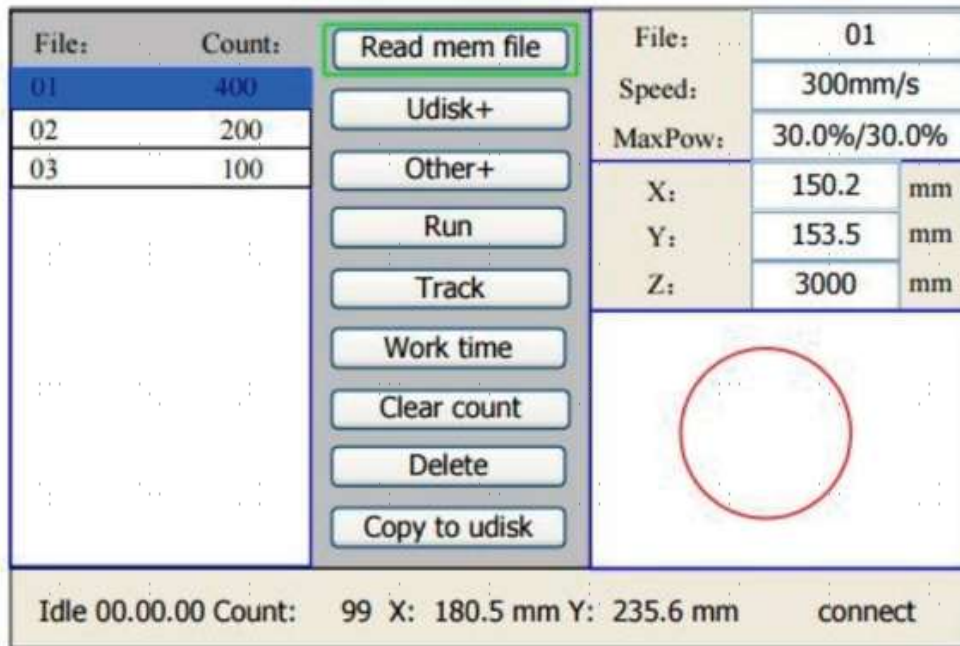 File: Count:
01 400
02 200
03 100
Read mem file
Udisk+
Other+
Run
Track
Work time
Clear count
Delete
Copy to udisk
File: 01
Speed: 300mm/s
MaxPow: 30.0%/30.0%
X: 150.2 mm
Y: 153.5 mm
Z: 3000 mm
Idle 00.00.00 Count: 99 X: 180.5 mm Y: 235.6 mm connect